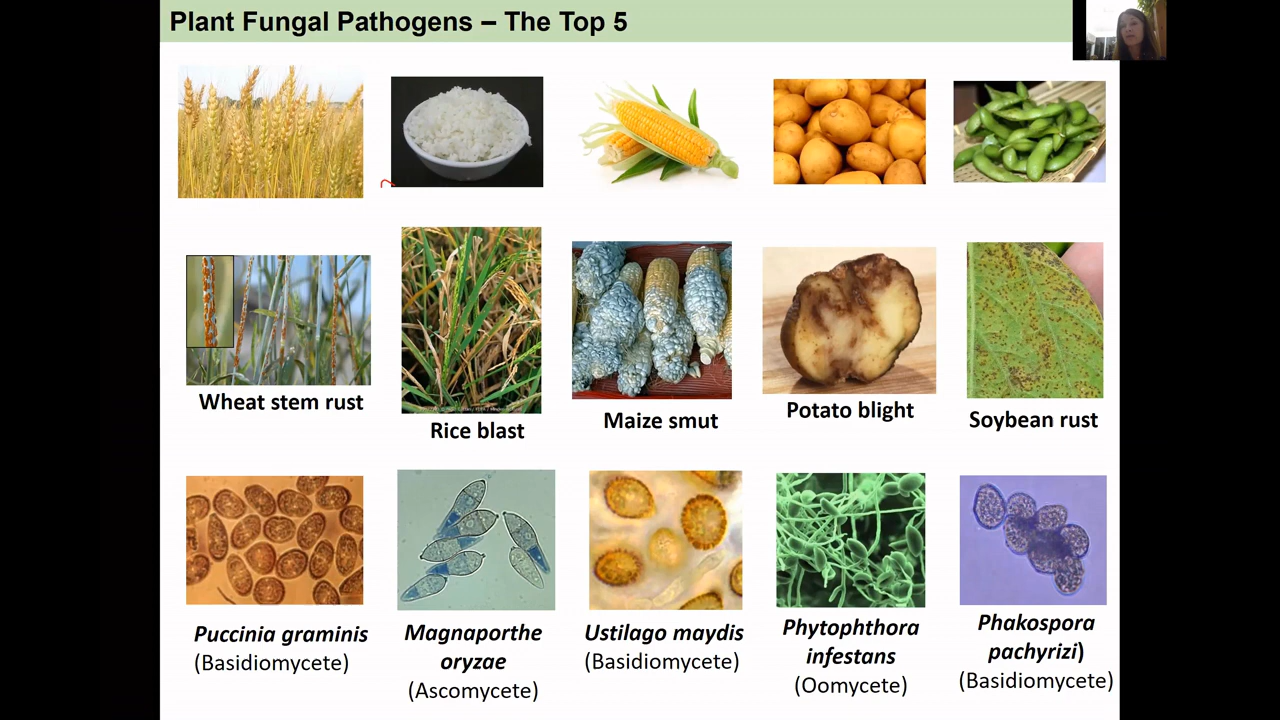 Plant Fungal Pathogens – The Top 5
Wheat stem rust
Rice blast
Maize smut
Potato blight
Soybean rust
Puccinia graminis
(Basidiomycete)
Magnaporthe
oryzae
(Ascomycete)
Ustilago maydis
(Basidiomycete)
Phytophthora
infestans
(Oomycete)
Phakospora
pachyrizi)
(Basidiomycete)